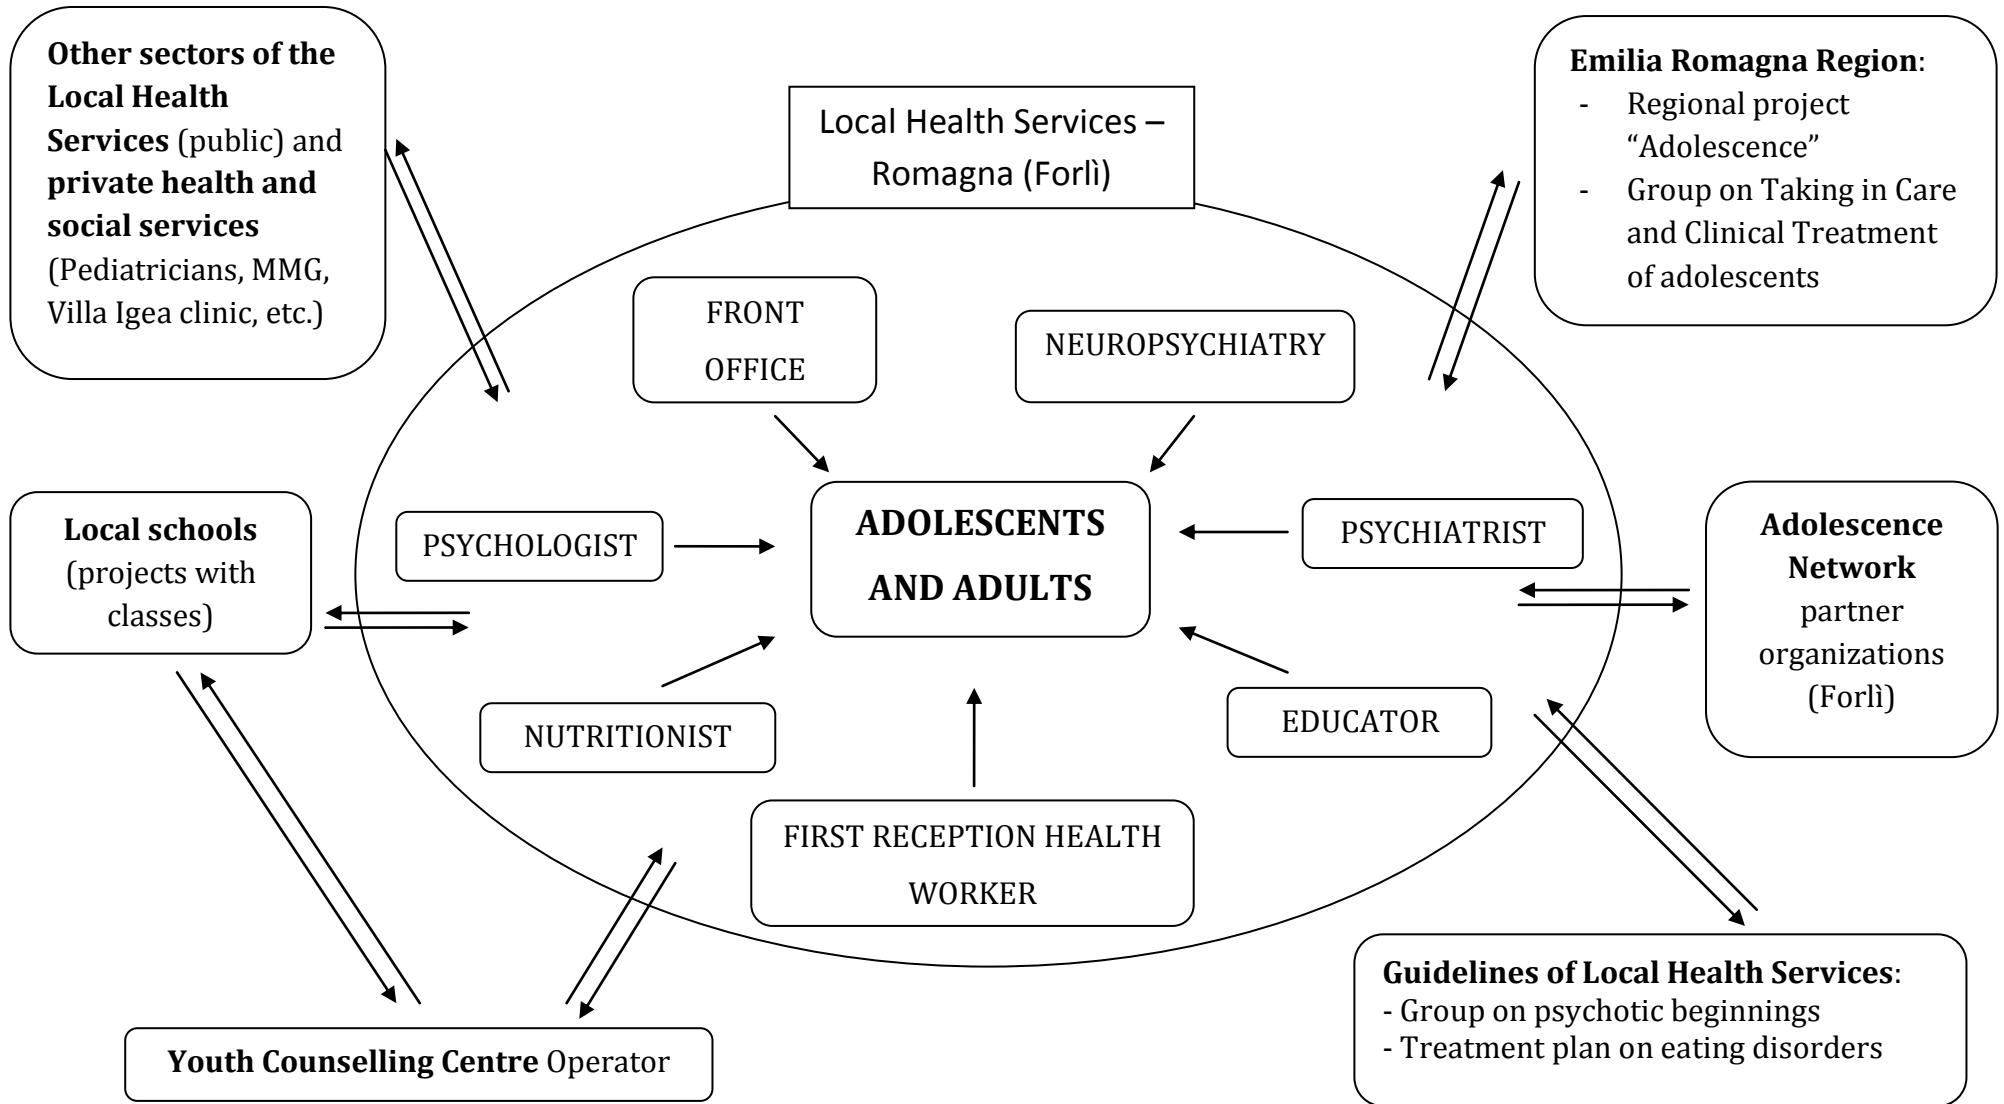 Other sectors of the
Local Health
Services (public) and
private health and
social services
(Pediatricians, MMG,
Villa Igea clinic, etc.)
Local Health Services –
Romagna (Forlì)
Emilia Romagna Region:
- Regional project
“Adolescence”
- Group on Taking in Care
and Clinical Treatment
of adolescents
FRONT
OFFICE
NEUROPSYCHIATRY
Local schools
(projects with
classes)
PSYCHOLOGIST
ADOLESCENTS
AND ADULTS
PSYCHIATRIST
Adolescence
Network
partner
organizations
(Forlì)
NUTRITIONIST
EDUCATOR
FIRST RECEPTION HEALTH
WORKER
Youth Counselling Centre Operator
Guidelines of Local Health Services:
- Group on psychotic beginnings
- Treatment plan on eating disorders